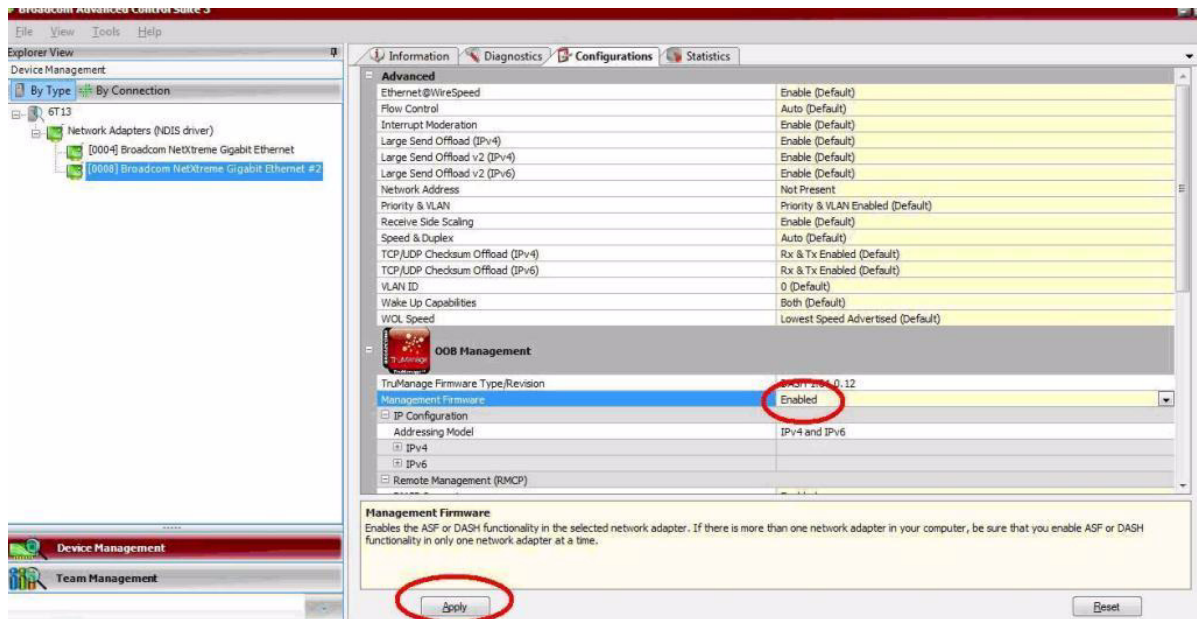 Broadcom Advanced Control Suite 3
File View Tools Help
Explorer View
Device Management
By Type By Connection
6T13
Network Adapters (NDIS driver)
[0004] Broadcom NetXtreme Gigabit Ethernet
[0008] Broadcom NetXtreme Gigabit Ethernet #2
Device Management
Team Management
Information Diagnostics Configurations Statistics
Advanced
Ethernet@WireSpeed Enable (Default)
Flow Control Auto (Default)
Interrupt Moderation Enable (Default)
Large Send Offload (IPv4) Enable (Default)
Large Send Offload v2 (IPv4) Enable (Default)
Large Send Offload v2 (IPv6) Enable (Default)
Network Address Not Present
Priority & VLAN Priority & VLAN Enabled (Default)
Receive Side Scaling Enable (Default)
Speed & Duplex Auto (Default)
TCP/UDP Checksum Offload (IPv4) Rx & Tx Enabled (Default)
TCP/UDP Checksum Offload (IPv6) Rx & Tx Enabled (Default)
VLAN ID 0 (Default)
Wake Up Capabilities Both (Default)
WOL Speed Lowest Speed Advertised (Default)
TruManage
OOB Management
TruManage Firmware Type/Revision
Management Firmware Enabled
IP Configuration
Addressing Model IPv4 and IPv6
IPv4
IPv6
Remote Management (RMCP)
Management Firmware
Enables the ASF or DASH functionality in the selected network adapter. If there is more than one network adapter in your computer, be sure that you enable ASF or DASH
functionality in only one network adapter at a time.
Apply Reset